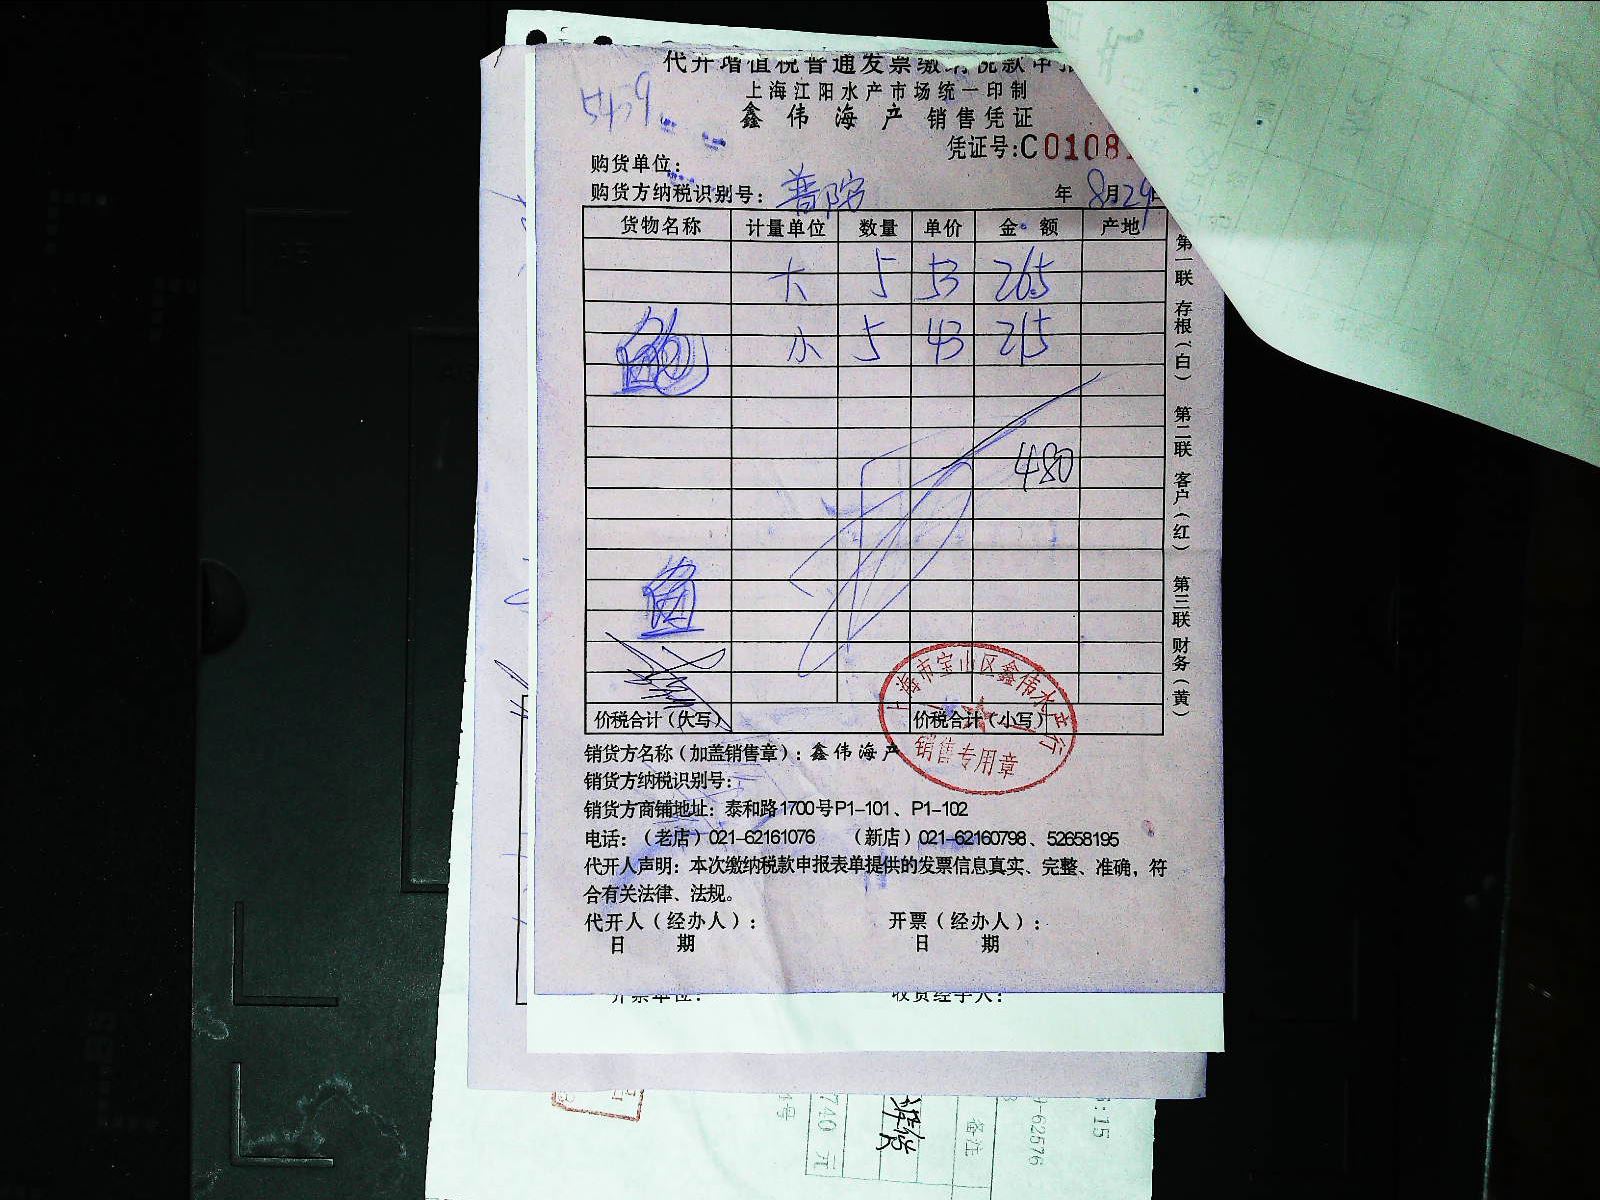 代开增值税普通发票缴纳税款申报
上海江阳水产市场统一印制
5459
鑫伟海产 销售凭证
凭证号:C01081
购货单位:
购货方纳税识别号: 普陀 年 8月29日
货物名称 计量单位 数量 单价 金额 产地
大 5 53 265
小 5 43 215
480
价税合计(大写) 价税合计(小写)
上海市宝山区鑫伟水产行
销售专用章
销货方名称(加盖销售章):鑫伟海产
销货方纳税识别号:
销货方商铺地址:泰和路1700号P1-101、P1-102
电话:(老店)021-62161076 (新店)021-62160798、52658195
代开人声明:本次缴纳税款申报表单提供的发票信息真实、完整、准确,符
合有关法律、法规。
代开人(经办人): 开票(经办人):
日 期 日 期
第一联 存根(白) 第二联 客户(红) 第三联 财务(黄)
开票单位: 收货经手人:
740 元
备注
-62576
:15